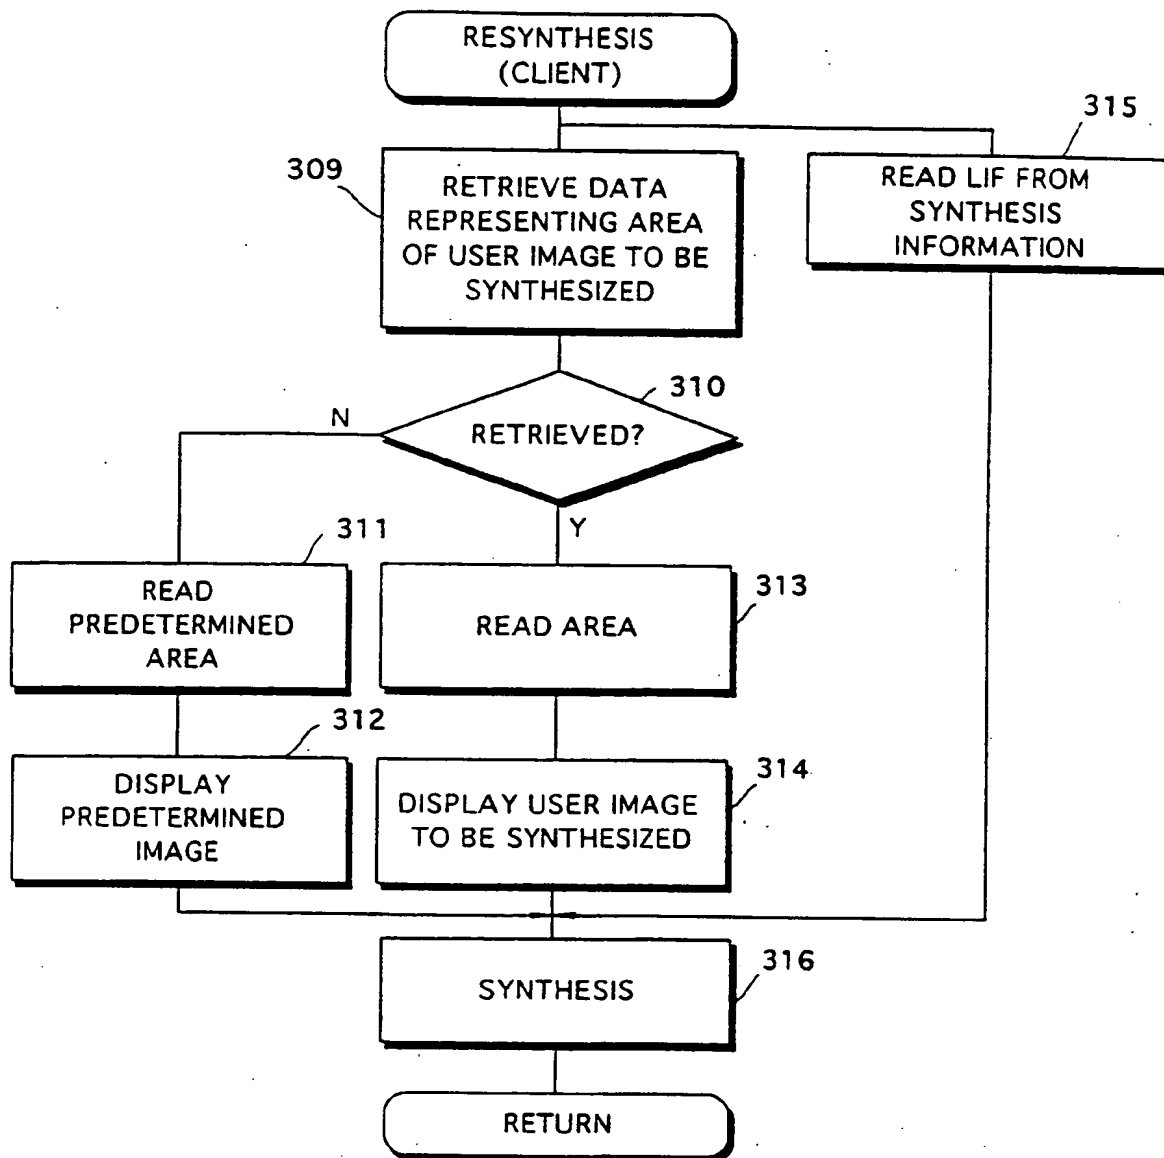 RESYNTHESIS
(CLIENT)
315
309
RETRIEVE DATA
REPRESENTING AREA
OF USER IMAGE TO BE
SYNTHESIZED
READ LIF FROM
SYNTHESIS
INFORMATION
310
N
RETRIEVED?
Y
311
READ
PREDETERMINED
AREA
313
READ AREA
312
DISPLAY
PREDETERMINED
IMAGE
314
DISPLAY USER IMAGE
TO BE SYNTHESIZED
316
SYNTHESIS
RETURN